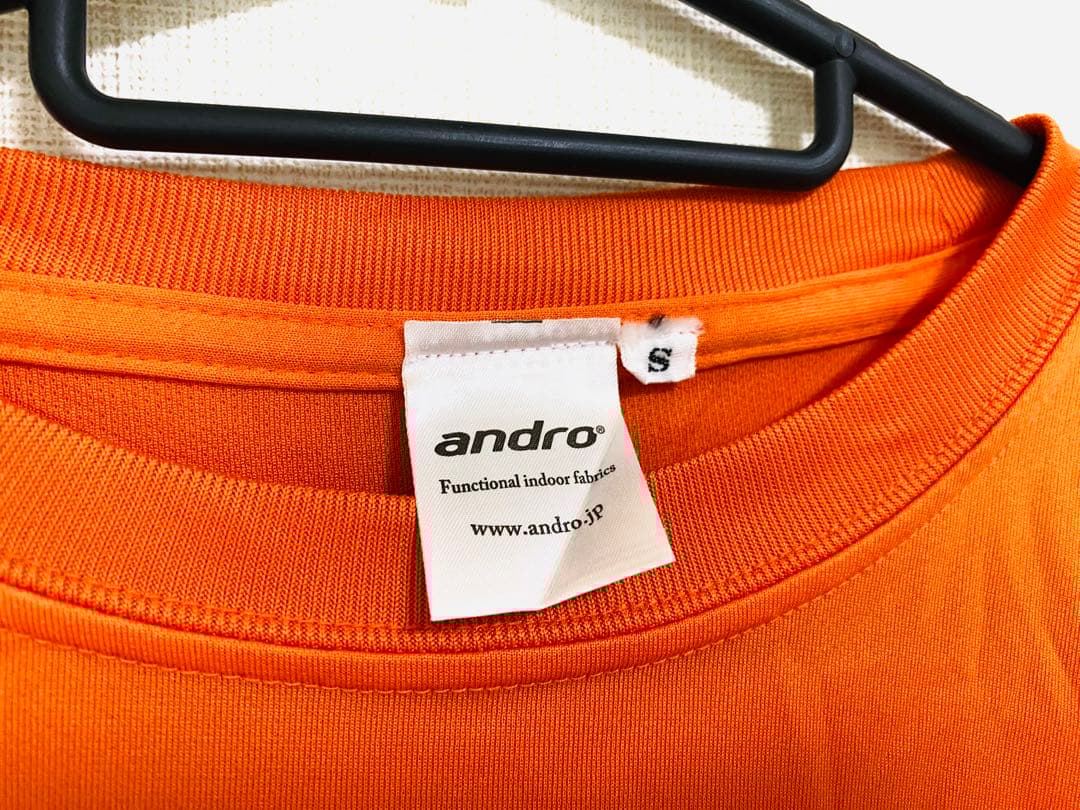 andro®
Functional indoor fabrics
www.andro.jp
S